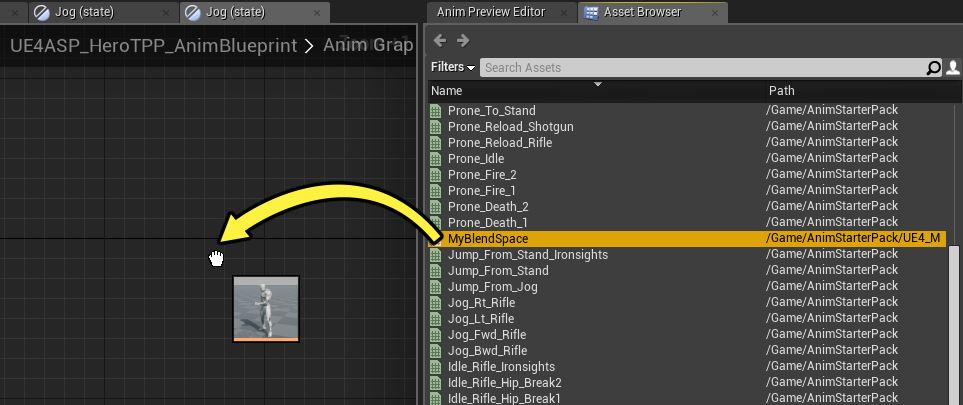 Jog (state)
Jog (state)
Anim Preview Editor
Asset Browser
UE4ASP_HeroTPP_AnimBlueprint > Anim Grap
Filters
Search Assets
Name
Path
Prone_To_Stand /Game/AnimStarterPack
Prone_Reload_Shotgun /Game/AnimStarterPack
Prone_Reload_Rifle /Game/AnimStarterPack
Prone_Idle /Game/AnimStarterPack
Prone_Fire_2 /Game/AnimStarterPack
Prone_Fire_1 /Game/AnimStarterPack
Prone_Death_2 /Game/AnimStarterPack
Prone_Death_1 /Game/AnimStarterPack
MyBlendSpace /Game/AnimStarterPack/UE4_M
Jump_From_Stand_Ironsights /Game/AnimStarterPack
Jump_From_Stand /Game/AnimStarterPack
Jump_From_Jog /Game/AnimStarterPack
Jog_Rt_Rifle /Game/AnimStarterPack
Jog_Lt_Rifle /Game/AnimStarterPack
Jog_Fwd_Rifle /Game/AnimStarterPack
Jog_Bwd_Rifle /Game/AnimStarterPack
Idle_Rifle_Ironsights /Game/AnimStarterPack
Idle_Rifle_Hip_Break2 /Game/AnimStarterPack
Idle_Rifle_Hip_Break1 /Game/AnimStarterPack